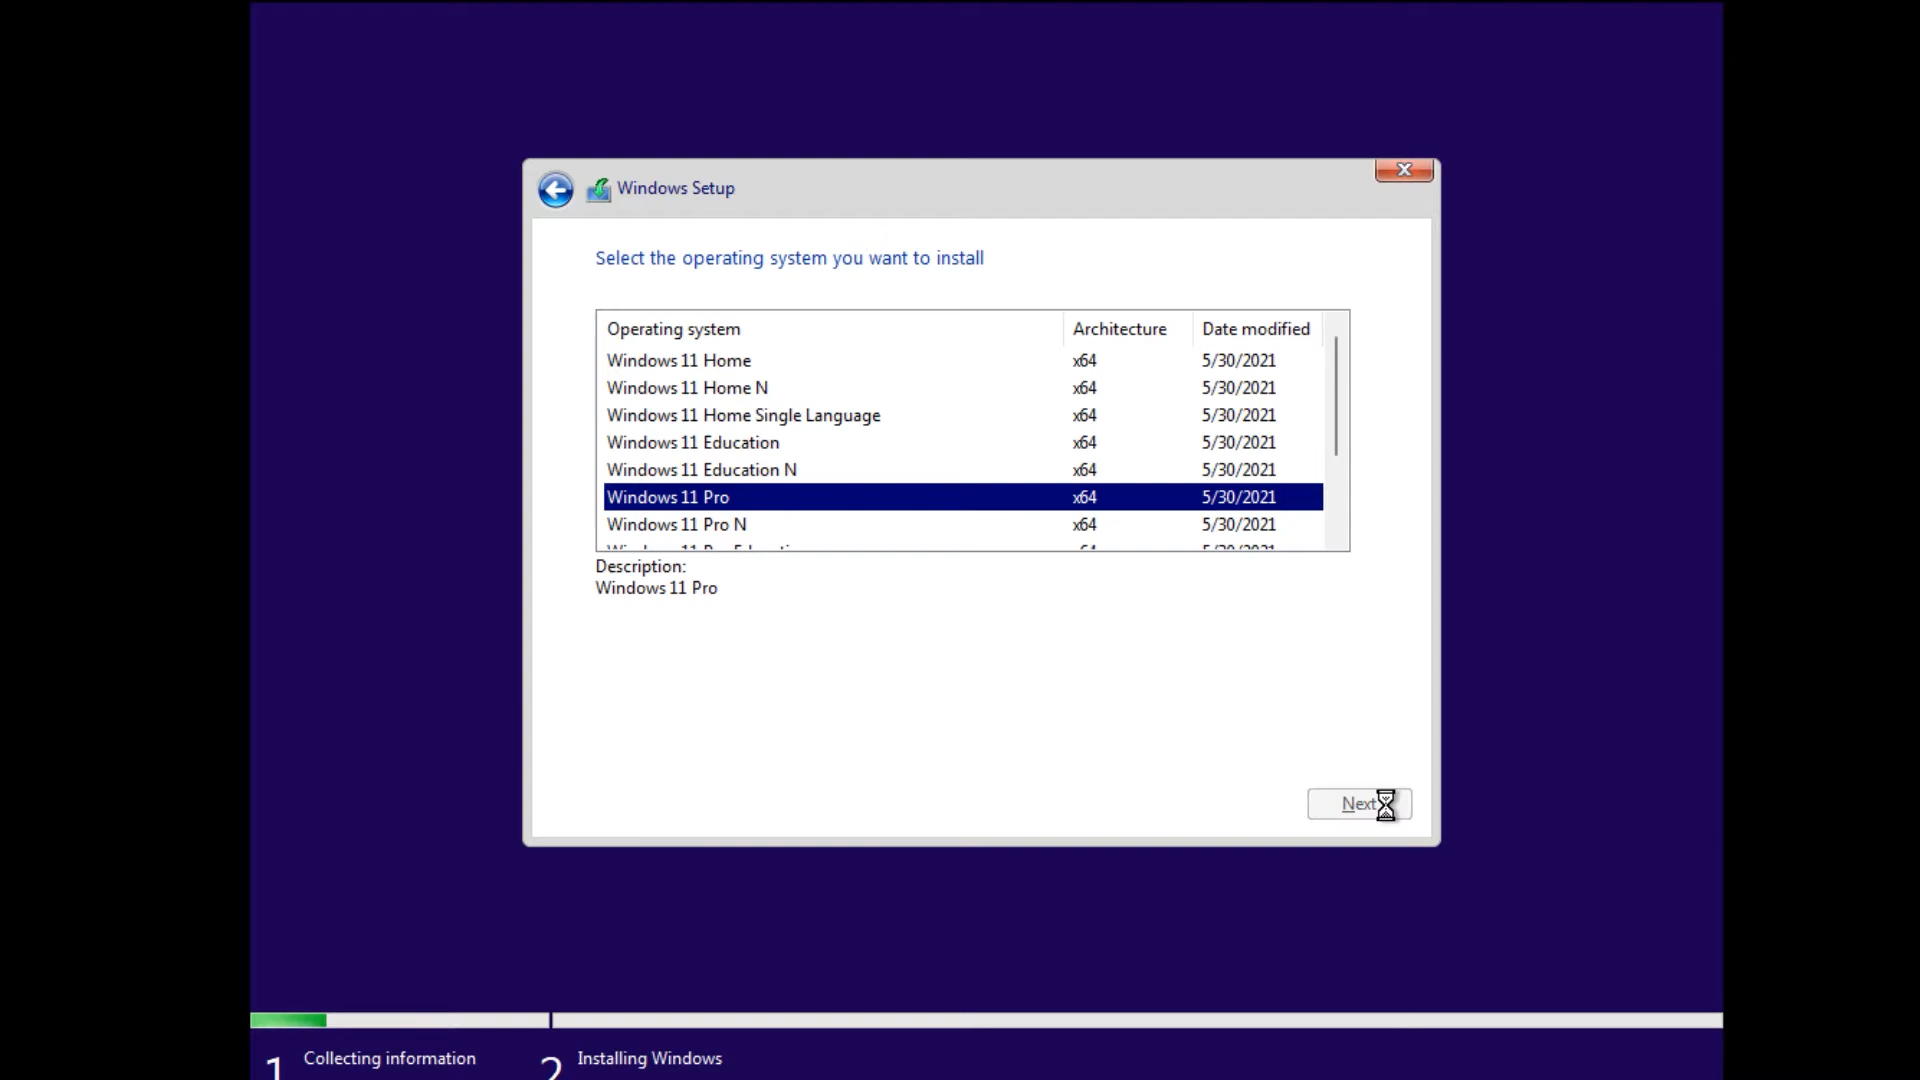 Windows Setup
Select the operating system you want to install
Operating system Architecture Date modified
Windows 11 Home x64 5/30/2021
Windows 11 Home N x64 5/30/2021
Windows 11 Home Single Language x64 5/30/2021
Windows 11 Education x64 5/30/2021
Windows 11 Education N x64 5/30/2021
Windows 11 Pro x64 5/30/2021
Windows 11 Pro N x64 5/30/2021
Description:
Windows 11 Pro
Next
1 Collecting information 2 Installing Windows